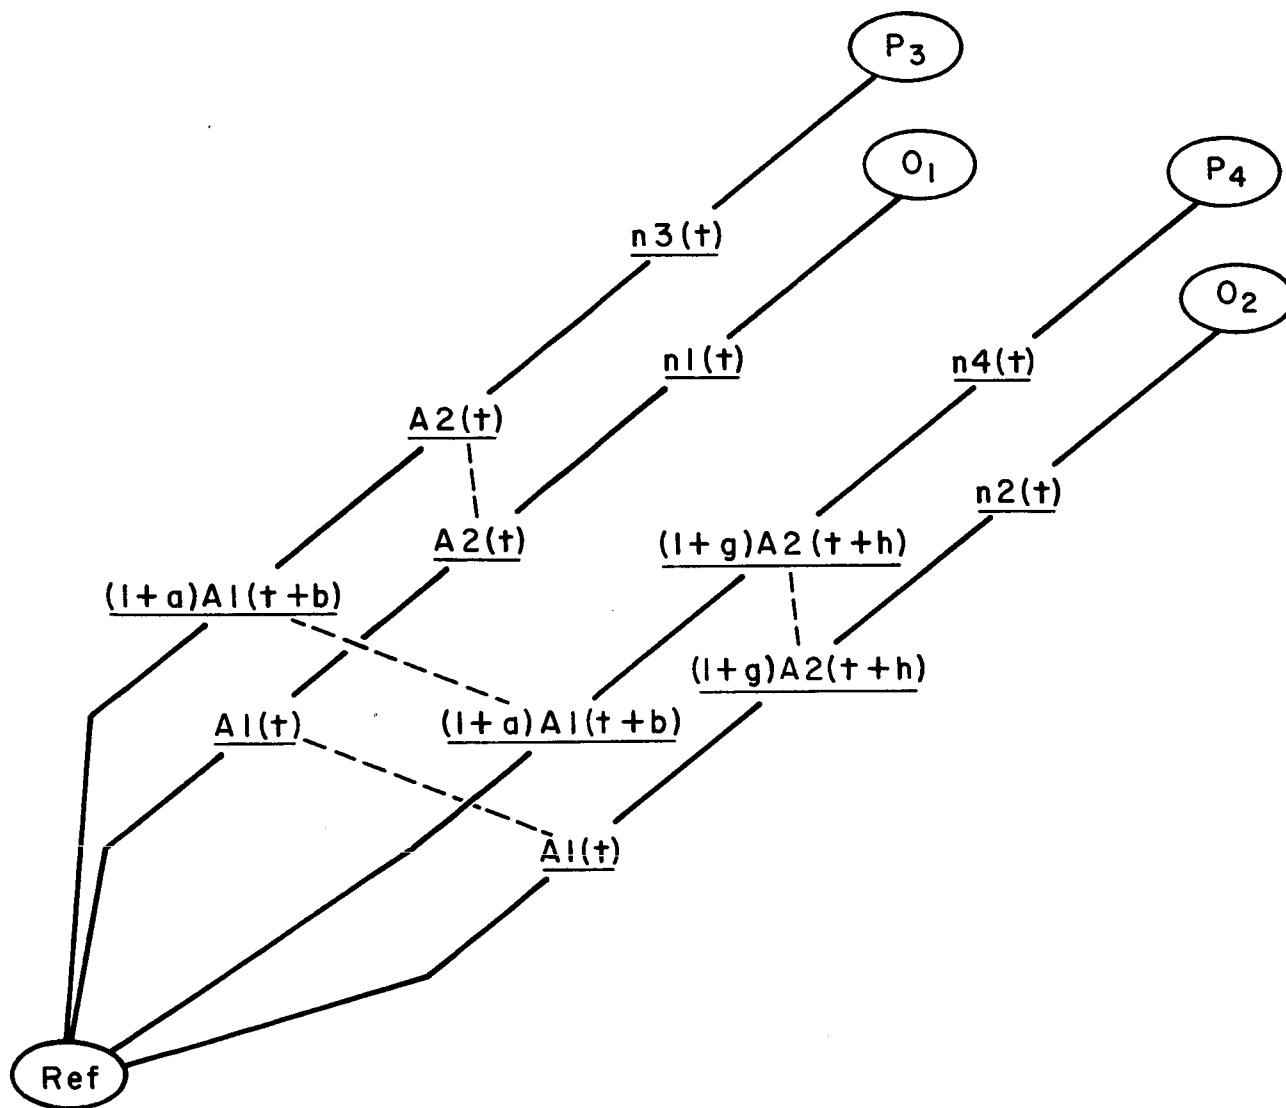 P3
O1
P4
n3(t)
O2
n1(t)
n4(t)
A2(t)
n2(t)
A2(t)
(1+g)A2(t+h)
(1+a)A1(t+b)
(1+g)A2(t+h)
A1(t)
(1+a)A1(t+b)
A1(t)
Ref